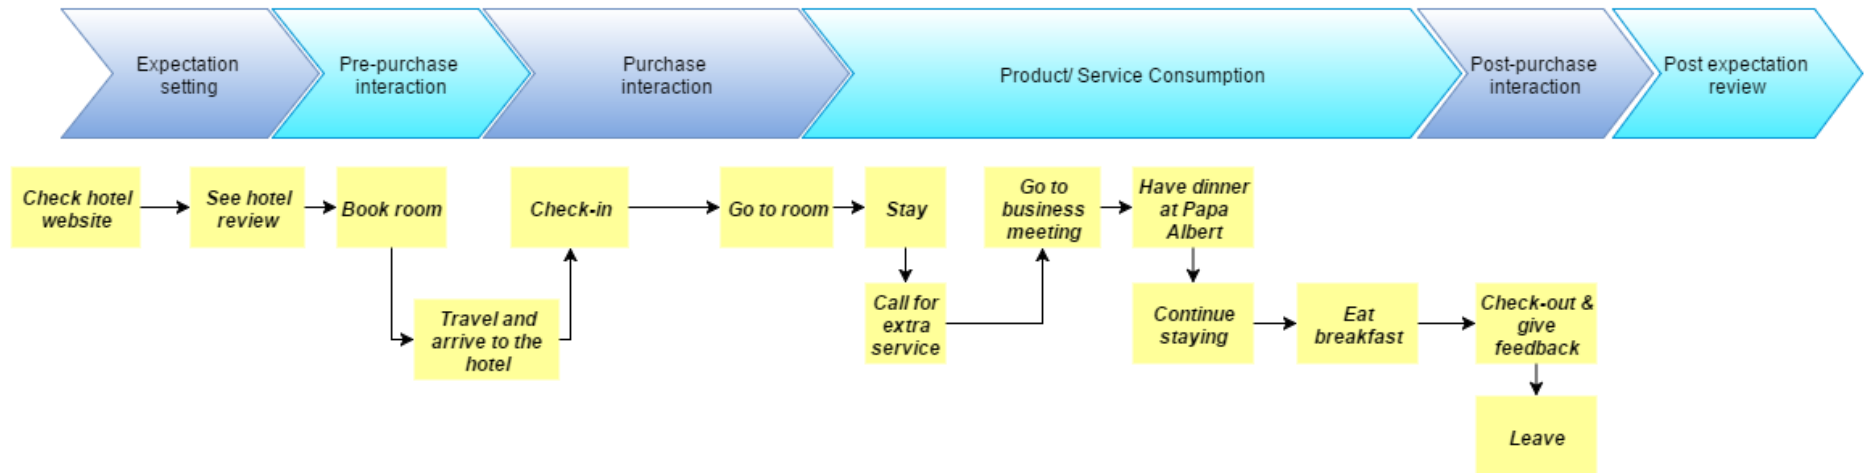 Expectation
setting
Pre-purchase
interaction
Purchase
interaction
Product/ Service Consumption
Post-purchase
interaction
Post expectation
review
Check hotel
website
See hotel
review
Book room
Travel and
arrive to the
hotel
Check-in
Go to room
Stay
Call for
extra
service
Go to
business
meeting
Have dinner
at Papa
Albert
Continue
staying
Eat
breakfast
Check-out &
give
feedback
Leave